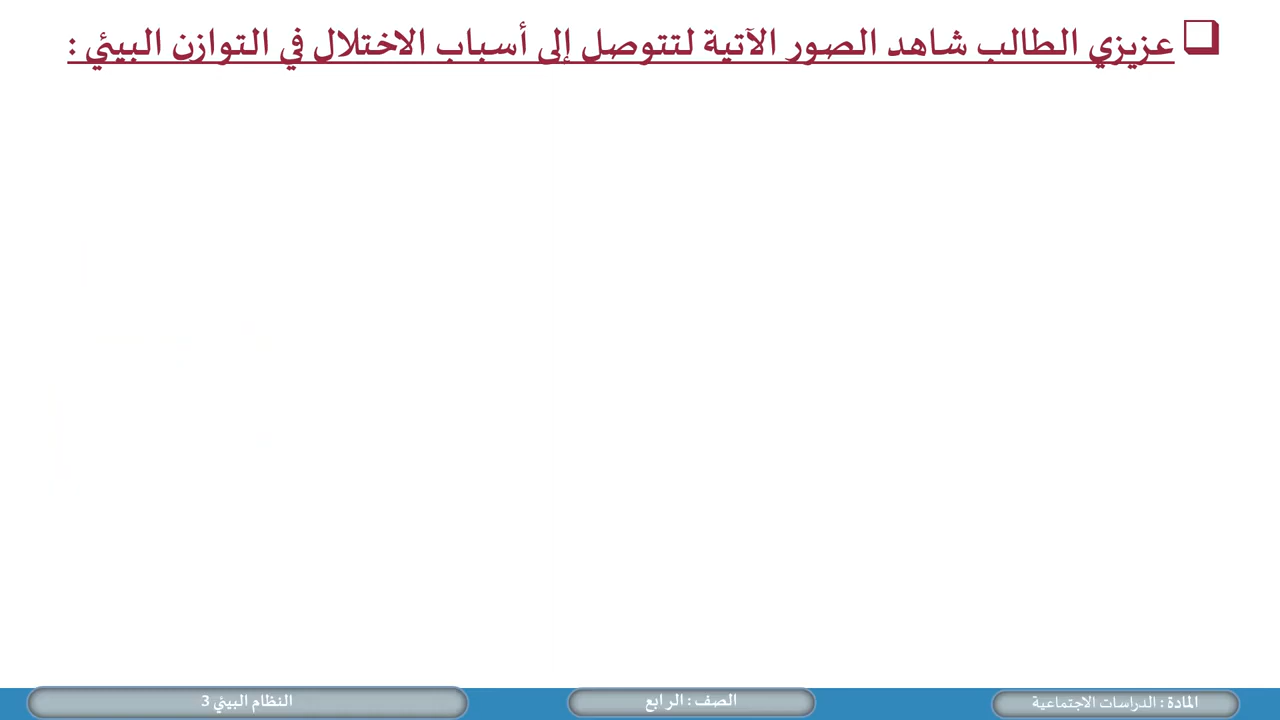 عزيزي الطالب شاهد الصور الآتية لتتوصل إلى أسباب الاختلال في التوازن البيئي :
المادة : الدراسات الاجتماعية
الصف : الرابع
النظام البيئي 3